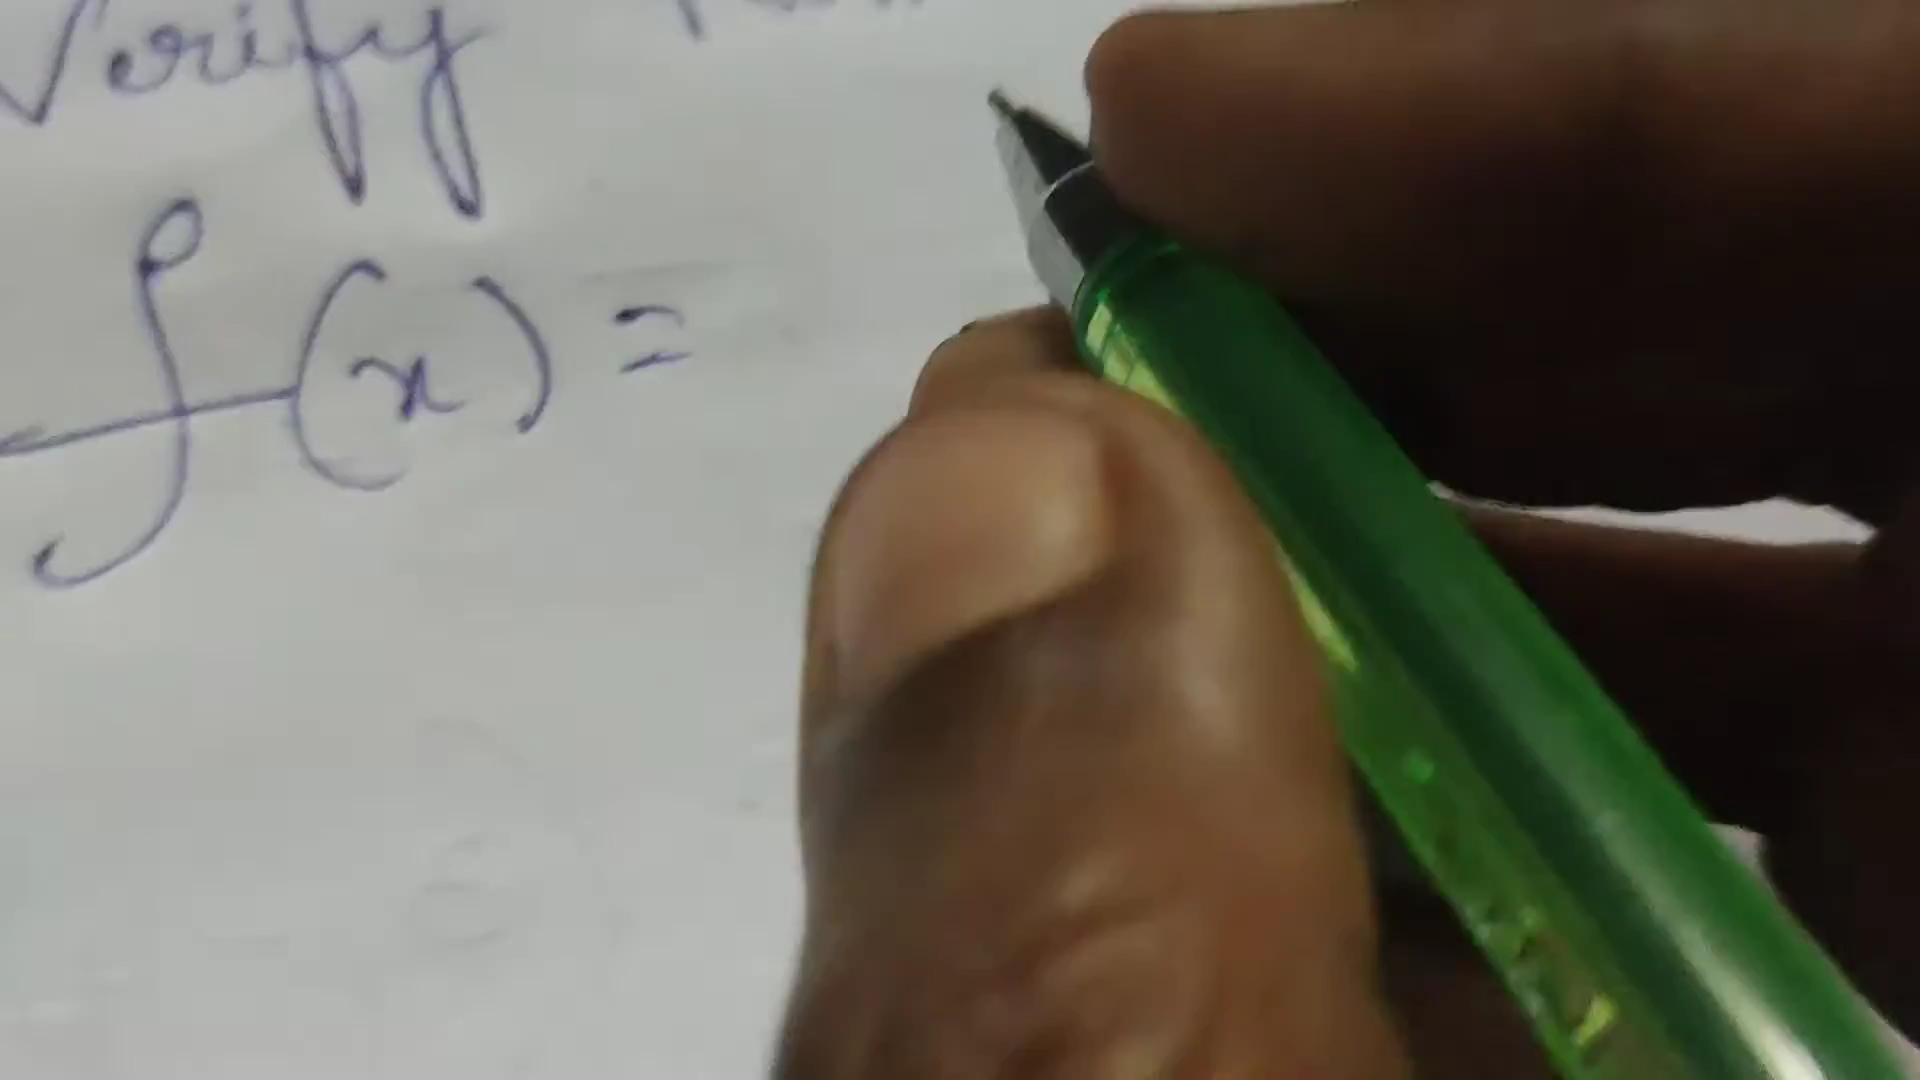 Verify
f(x) =